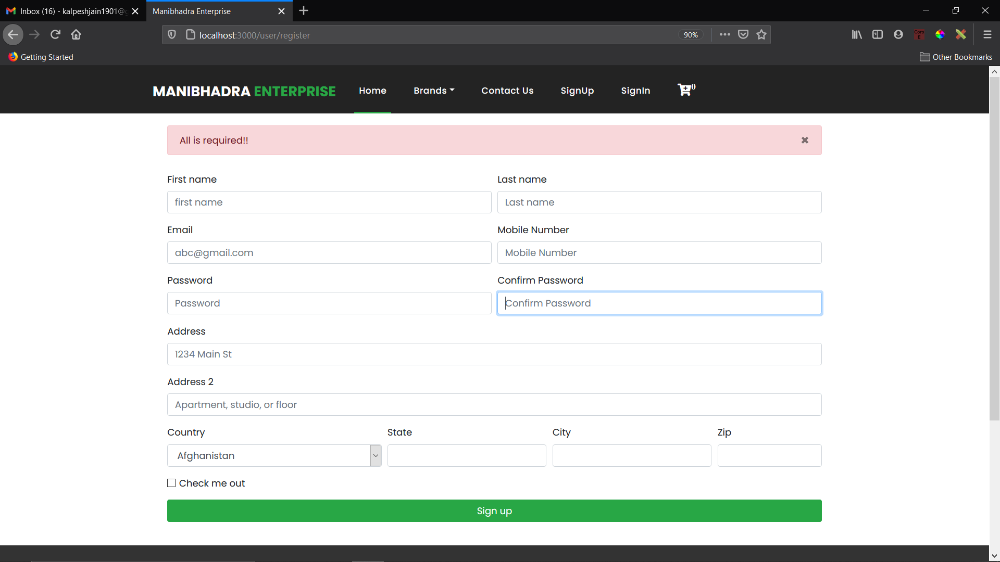 Inbox (16) - kalpeshjain1901@g
Manibhadra Enterprise
localhost:3000/user/register
90%
Cors E
Getting Started
Other Bookmarks
MANIBHADRA ENTERPRISE Home Brands Contact Us SignUp SignIn 0
All is required!!
First name Last name
first name Last name
Email Mobile Number
abc@gmail.com Mobile Number
Password Confirm Password
Password Confirm Password
Address
1234 Main St
Address 2
Apartment, studio, or floor
Country State City Zip
Afghanistan
Check me out
Sign up